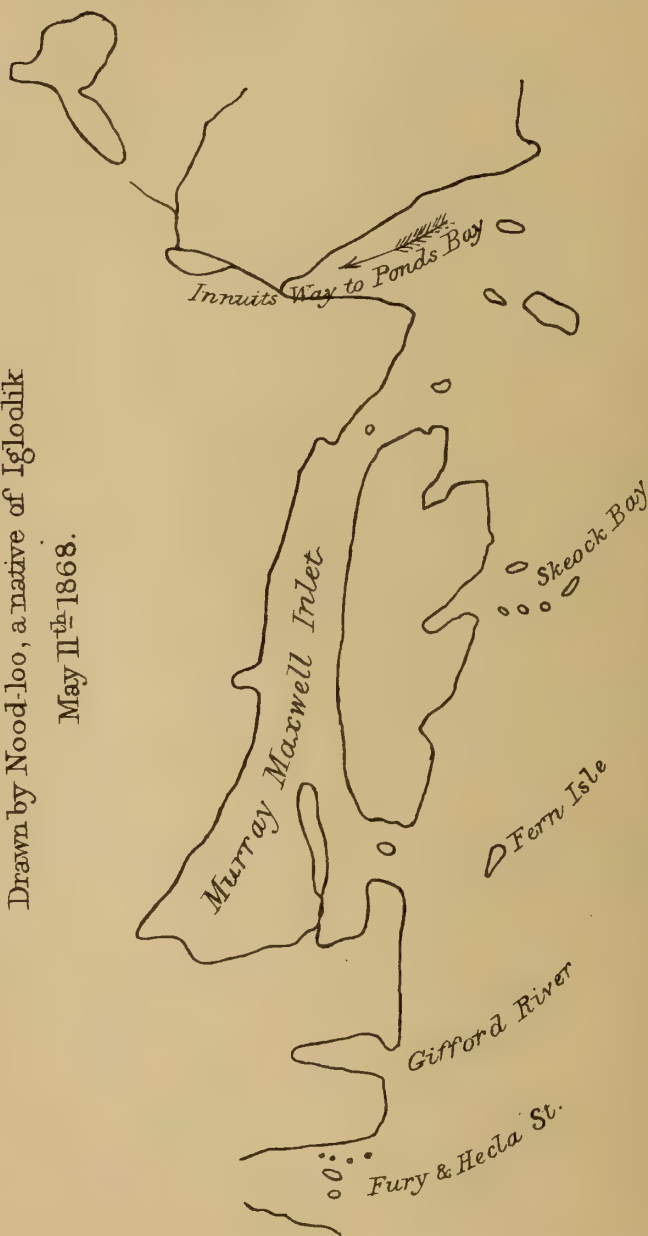 Drawn by Nood-loo, a native of Igloolik
May 11th 1868.
Innuits Way to Ponds Bay
Murray Maxwell Inlet
Skeock Bay
Fern Isle
Gifford River
Fury & Hecla St.